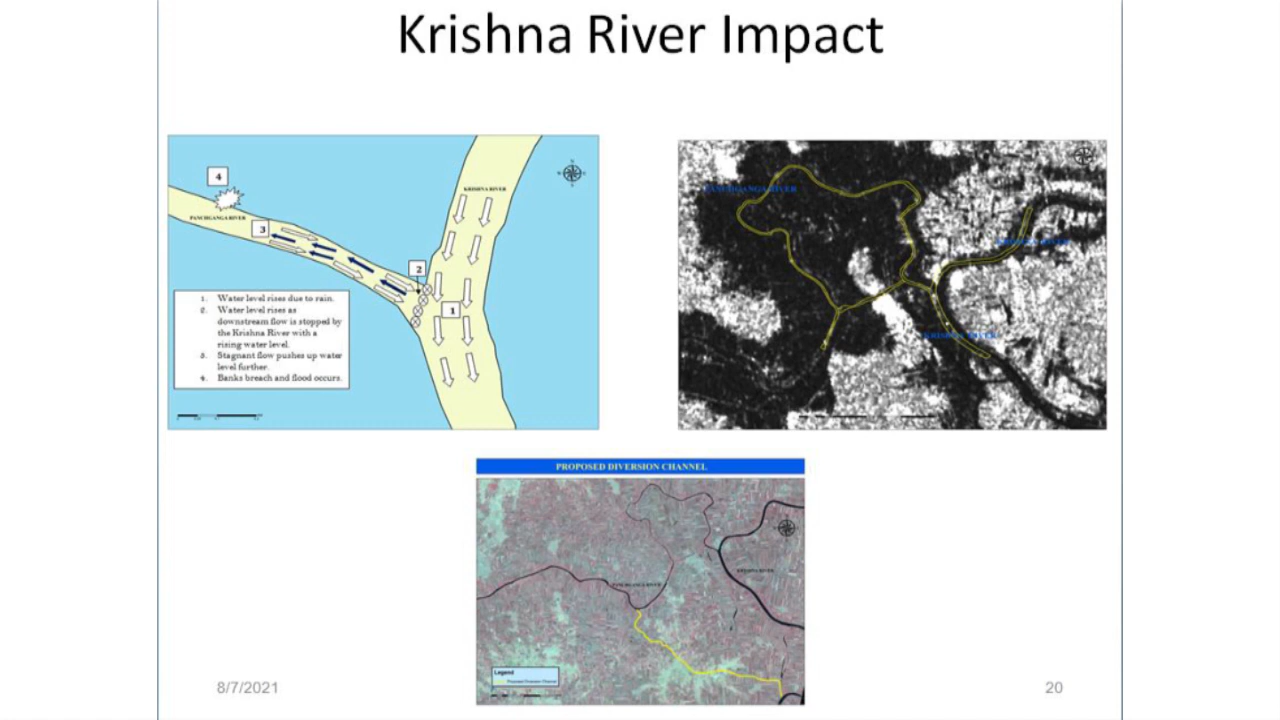 Krishna River Impact
4
KRISHNA RIVER
PANCHGANGA RIVER
3
2
1
1. Water level rises due to rain.
2. Water level rises as
downstream flow is stopped by
the Krishna River with a
rising water level.
3. Stagnant flow pushes up water
level further.
4. Banks breach and flood occurs.
PANCHGANGA RIVER
KRISHNA RIVER
KRISHNA RIVER
PROPOSED DIVERSION CHANNEL
KRISHNA RIVER
PANCHGANGA RIVER
Legend
Proposed Diversion Channel
8/7/2021
20